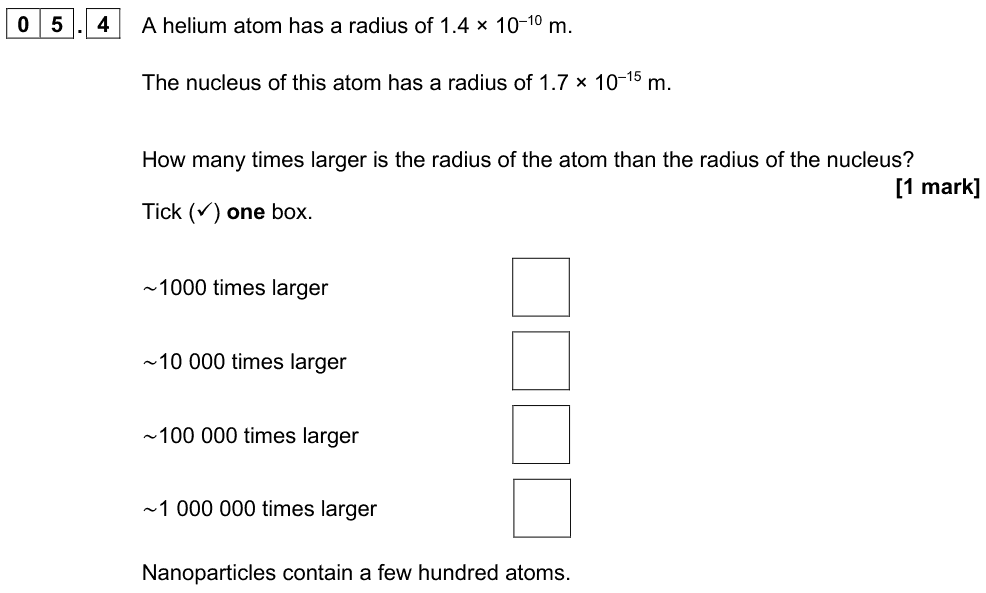 05.4 A helium atom has a radius of 1.4 × 10⁻¹⁰ m.
The nucleus of this atom has a radius of 1.7 × 10⁻¹⁵ m.
How many times larger is the radius of the atom than the radius of the nucleus?
[1 mark]
Tick (✓) one box.
~1000 times larger
~10 000 times larger
~100 000 times larger
~1 000 000 times larger
Nanoparticles contain a few hundred atoms.